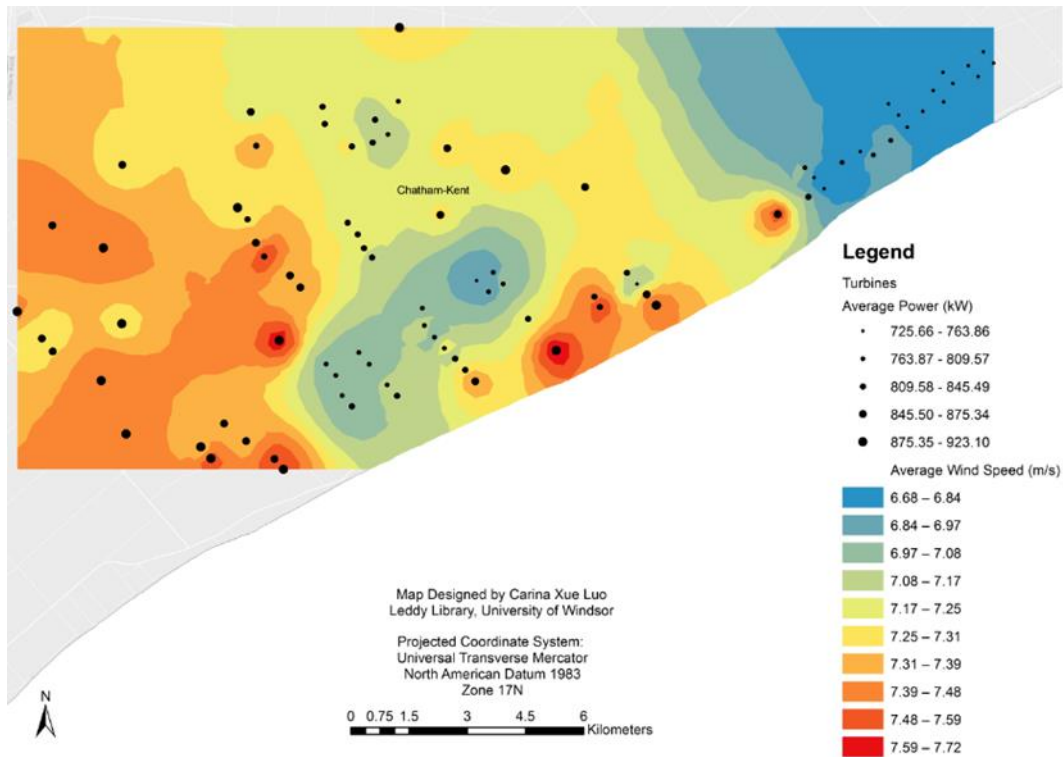 Chatham-Kent
Legend
Turbines
Average Power (kW)
725.66 - 763.86
763.87 - 809.57
809.58 - 845.49
845.50 - 875.34
875.35 - 923.10
Average Wind Speed (m/s)
6.68 – 6.84
6.84 – 6.97
6.97 – 7.08
7.08 – 7.17
7.17 – 7.25
7.25 – 7.31
7.31 – 7.39
7.39 – 7.48
7.48 – 7.59
7.59 – 7.72
Map Designed by Carina Xue Luo
Leddy Library, University of Windsor
Projected Coordinate System:
Universal Transverse Mercator
North American Datum 1983
Zone 17N
N
0 0.75 1.5 3 4.5 6
Kilometers